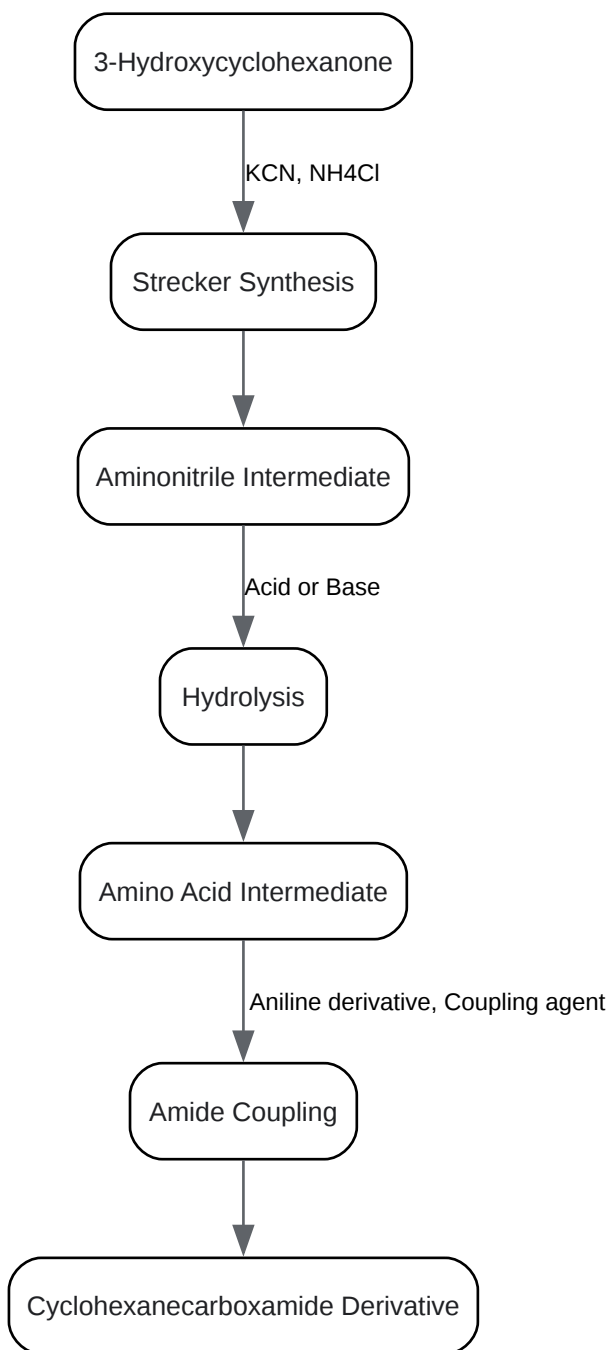 3-Hydroxycyclohexanone
KCN, NH4Cl
Strecker Synthesis
Aminonitrile Intermediate
Acid or Base
Hydrolysis
Amino Acid Intermediate
Aniline derivative, Coupling agent
Amide Coupling
Cyclohexanecarboxamide Derivative